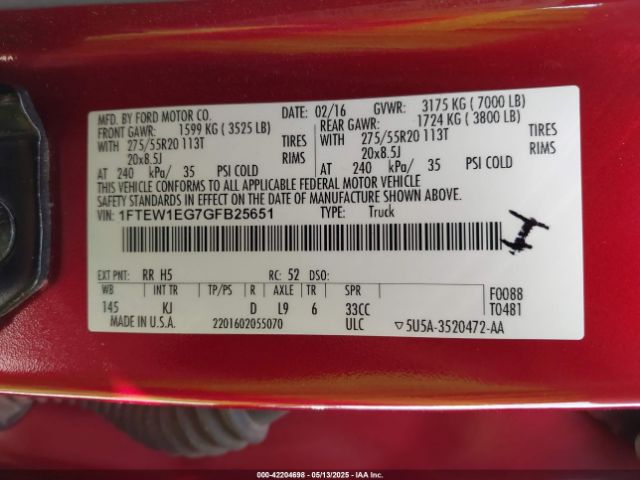 MFD. BY FORD MOTOR CO. DATE: 02/16 GVWR: 3175 KG ( 7000 LB)
FRONT GAWR: 1599 KG ( 3525 LB) REAR GAWR: 1724 KG ( 3800 LB)
WITH 275/55R20 113T TIRES WITH 275/55R20 113T TIRES
20x8.5J RIMS 20x8.5J RIMS
AT 240 kPa/ 35 PSI COLD AT 240 kPa/ 35 PSI COLD
THIS VEHICLE CONFORMS TO ALL APPLICABLE FEDERAL MOTOR VEHICLE
SAFETY STANDARDS IN EFFECT ON THE DATE OF MANUFACTURE SHOWN ABOVE.
VIN: 1FTEW1EG7GFB25651 TYPE: Truck
EXT PNT: RR H5 RC: 52 DSO:
WB INT TR TP/PS R AXLE TR SPR F0088
145 KJ D L9 6 33CC T0481
MADE IN U.S.A. 2201602055070 ULC ▽5U5A-3520472-AA
000-42204698 - 05/13/2025 - IAA Inc.